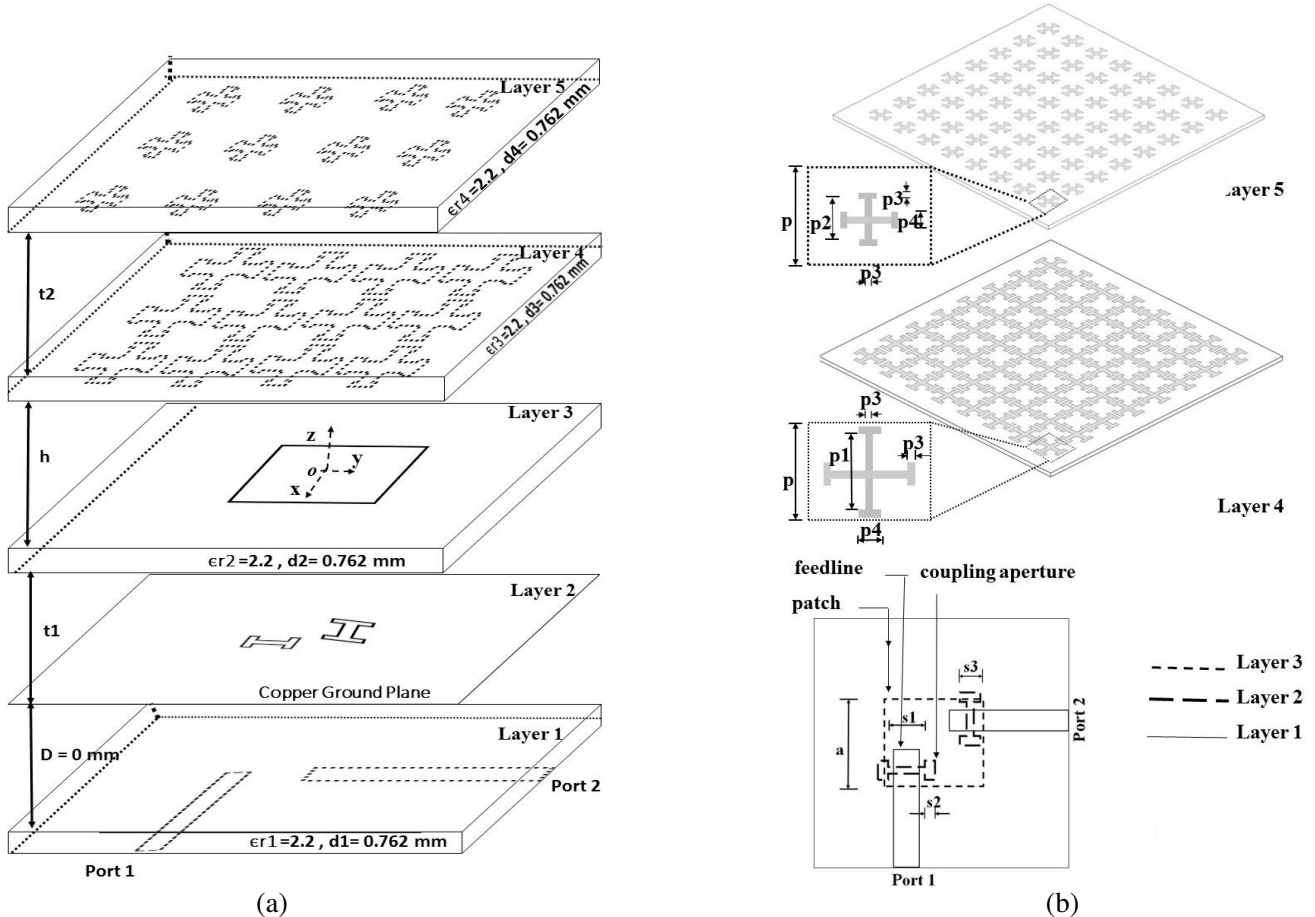 Layer 5
єr4 =2.2 , d4= 0.762 mm
t2
Layer 4
єr3 =2.2 , d3= 0.762 mm
h
Layer 3
z
o
y
x
єr2 =2.2 , d2= 0.762 mm
t1
Layer 2
Copper Ground Plane
D = 0 mm
Layer 1
Port 2
єr1 =2.2 , d1= 0.762 mm
Port 1
(a)
Layer 5
p
p2
p3
p4
p3
p3
p
p1
p3
p4
Layer 4
feedline
coupling aperture
patch
s3
s1
a
s2
Port 2
Port 1
Layer 3
Layer 2
Layer 1
(b)